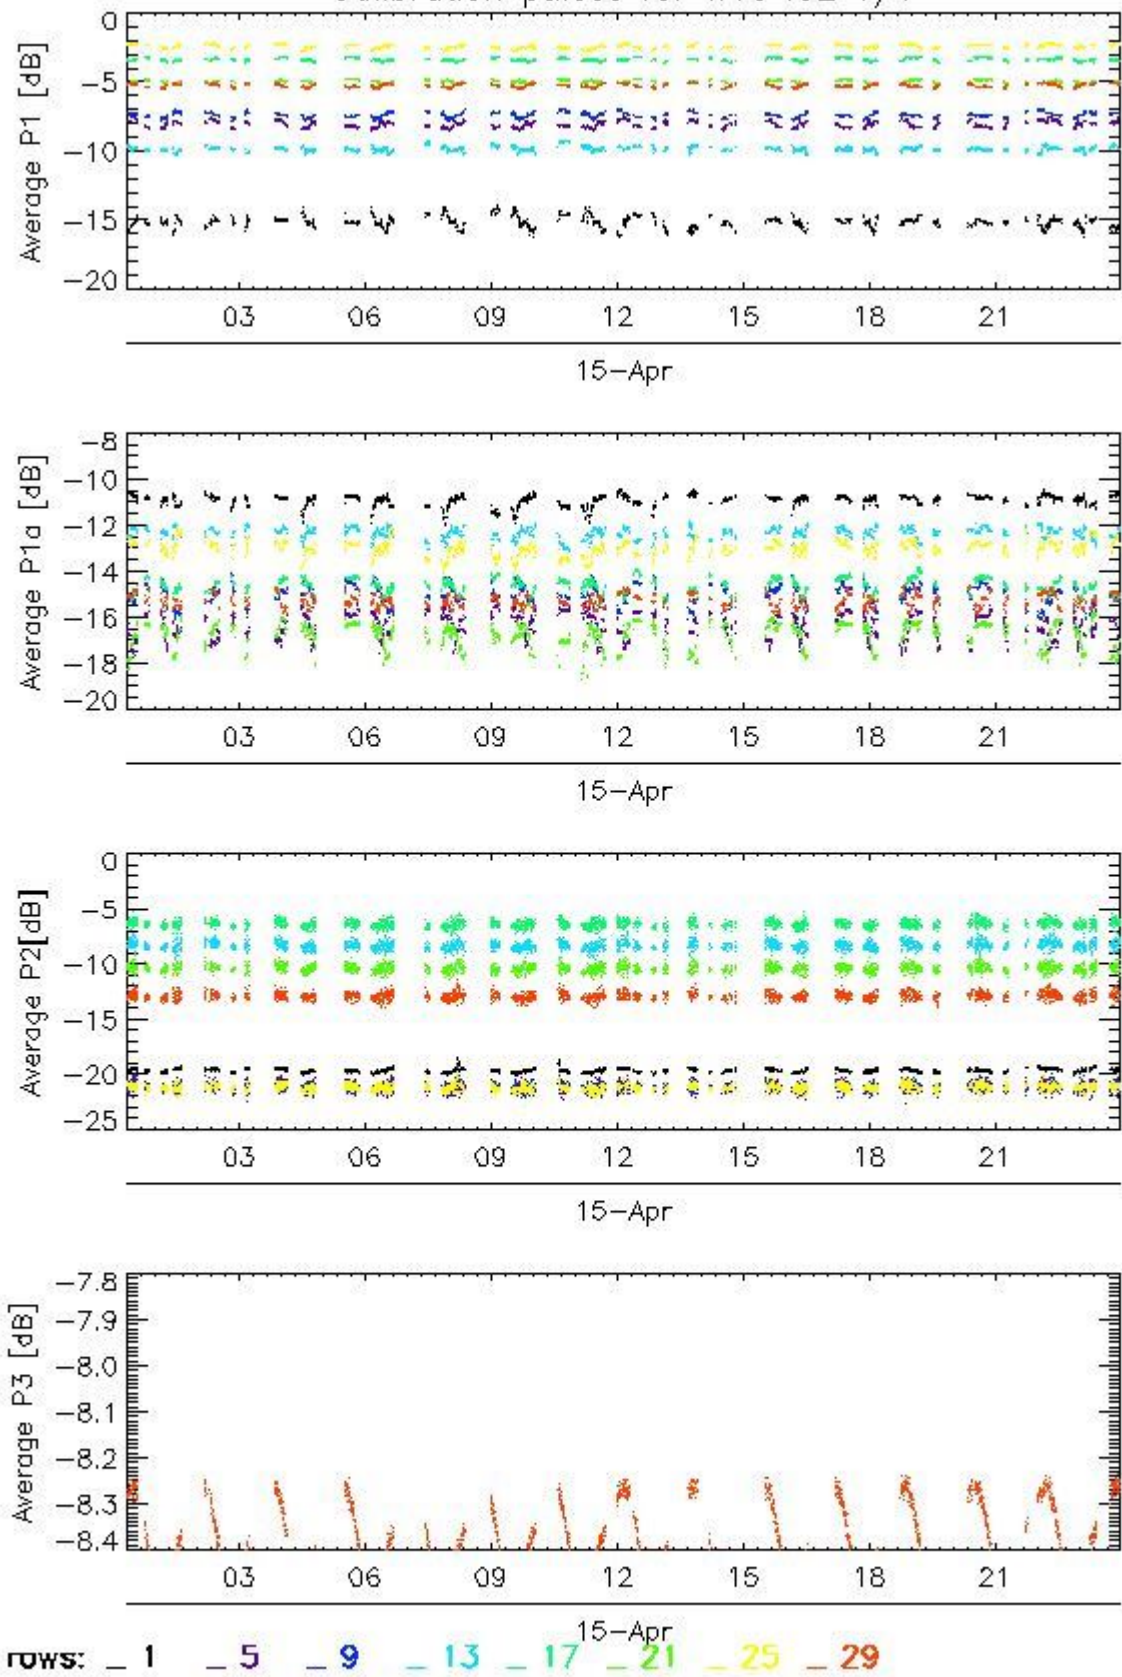 0
−5
−10
−15
−20
Average P1 [dB]
03 06 09 12 15 18 21
15-Apr
−8
−10
−12
−14
−16
−18
−20
Average P1a [dB]
03 06 09 12 15 18 21
15-Apr
0
−5
−10
−15
−20
−25
Average P2[dB]
03 06 09 12 15 18 21
15-Apr
−7.8
−7.9
−8.0
−8.1
−8.2
−8.3
−8.4
Average P3 [dB]
03 06 09 12 15 18 21
15-Apr
rows: _ 1 _ 5 _ 9 _ 13 _ 17 _ 21 _ 25 _ 29